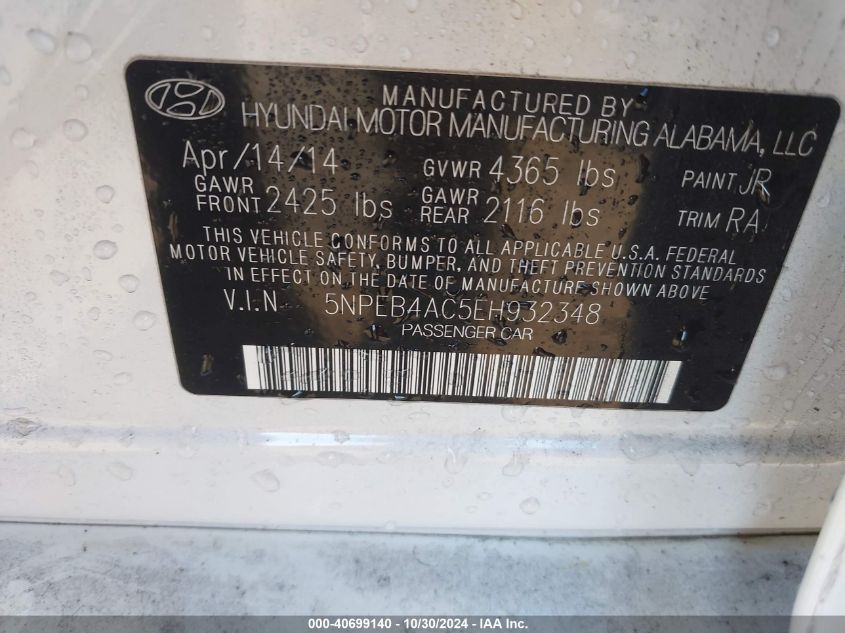 MANUFACTURED BY
HYUNDAI MOTOR MANUFACTURING ALABAMA, LLC
Apr/14/14 GVWR 4365 lbs PAINT JR
GAWR FRONT 2425 lbs GAWR REAR 2116 lbs TRIM RA
THIS VEHICLE CONFORMS TO ALL APPLICABLE U.S.A. FEDERAL
MOTOR VEHICLE SAFETY, BUMPER, AND THEFT PREVENTION STANDARDS
IN EFFECT ON THE DATE OF MANUFACTURE SHOWN ABOVE
V.I.N 5NPEB4AC5EH932348
PASSENGER CAR
000-40699140 - 10/30/2024 - IAA Inc.